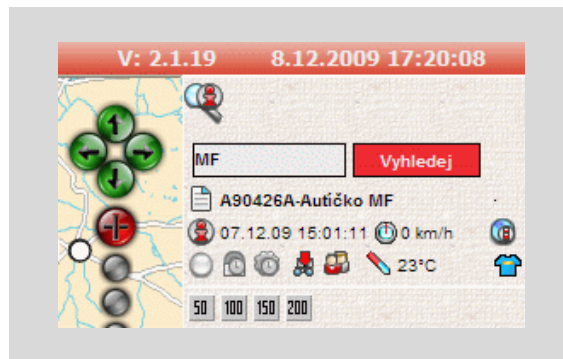 V: 2.1.19 8.12.2009 17:20:08
MF Vyhledej
A90426A-Autíčko MF
07.12.09 15:01:11 0 km/h
23°C
50 100 150 200